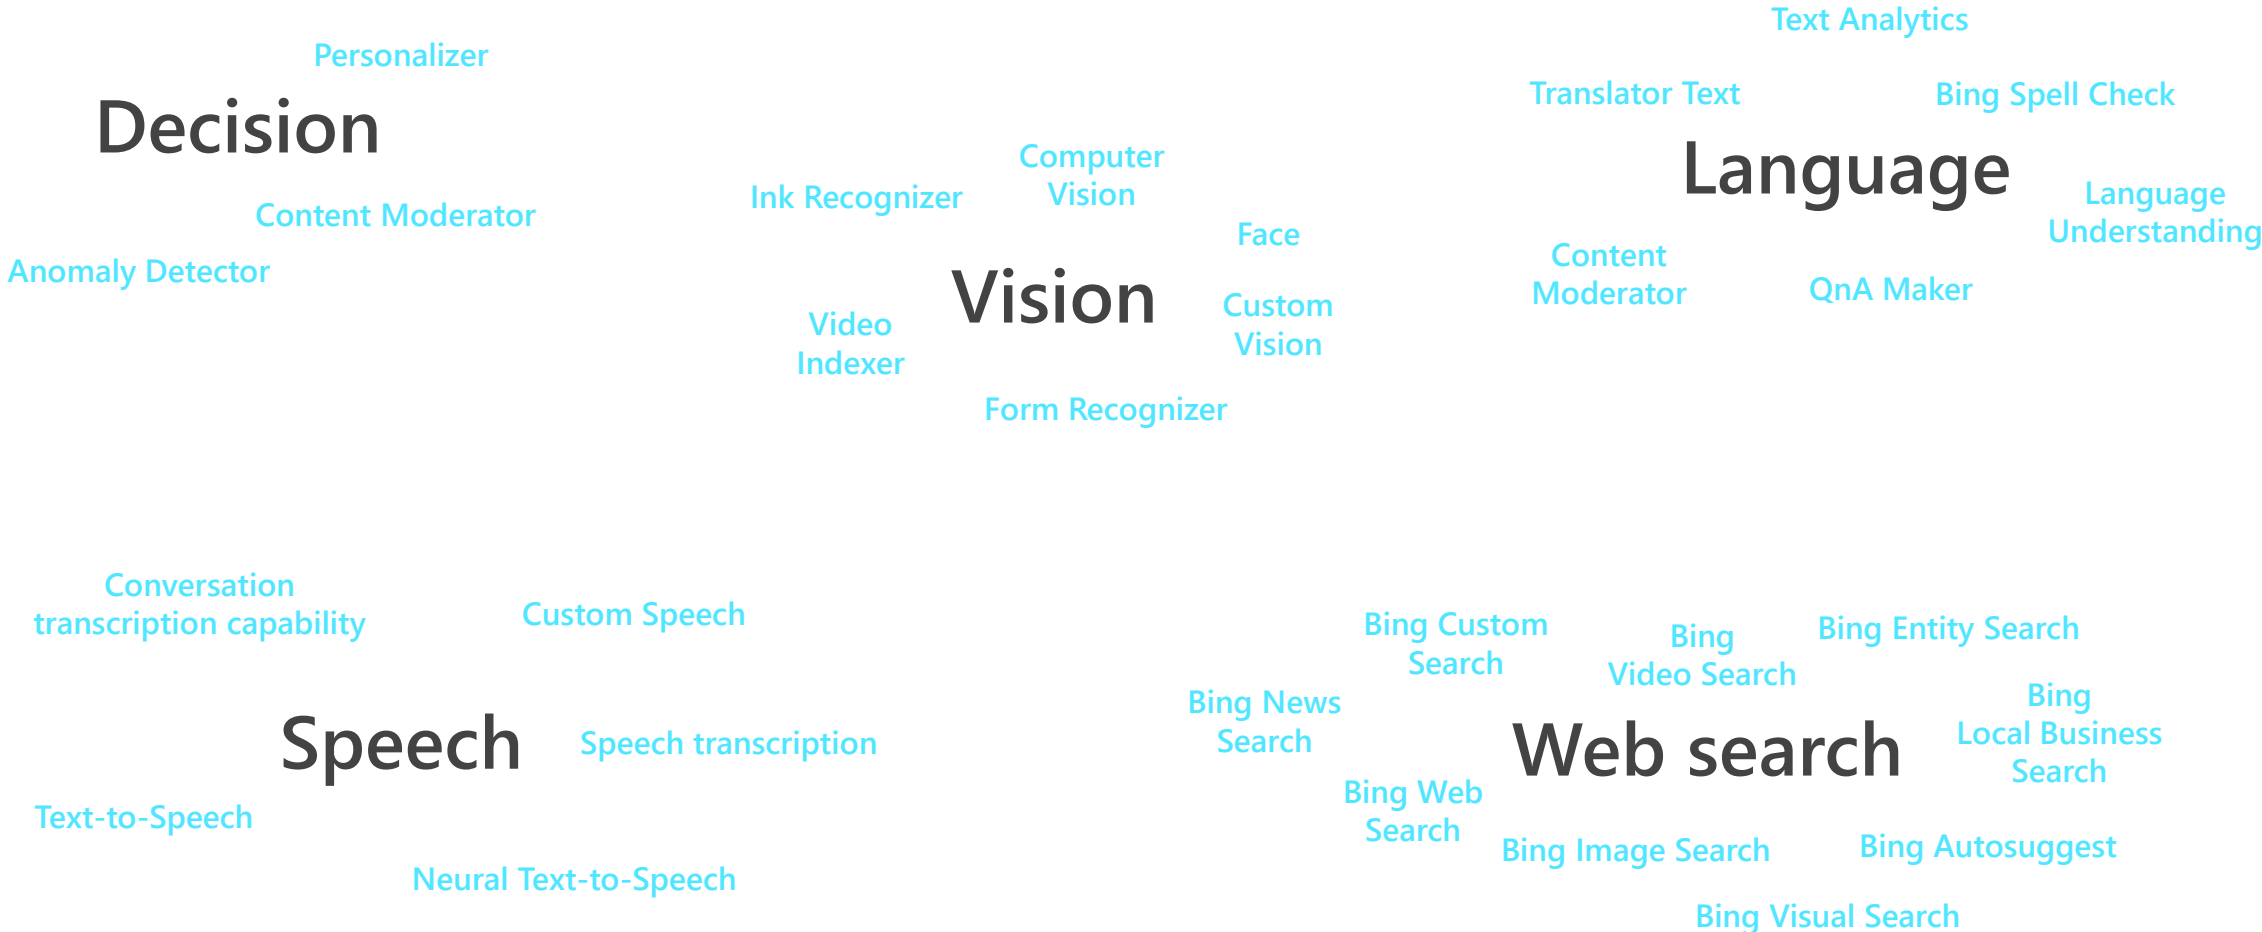 Personalizer
Decision
Content Moderator
Anomaly Detector
Ink Recognizer
Computer
Vision
Face
Vision
Custom
Vision
Video
Indexer
Form Recognizer
Text Analytics
Translator Text
Bing Spell Check
Language
Language
Understanding
Content
Moderator
QnA Maker
Conversation
transcription capability
Custom Speech
Speech
Speech transcription
Text-to-Speech
Neural Text-to-Speech
Bing Custom
Search
Bing
Video Search
Bing Entity Search
Bing News
Search
Web search
Bing
Local Business
Search
Bing Web
Search
Bing Image Search
Bing Autosuggest
Bing Visual Search